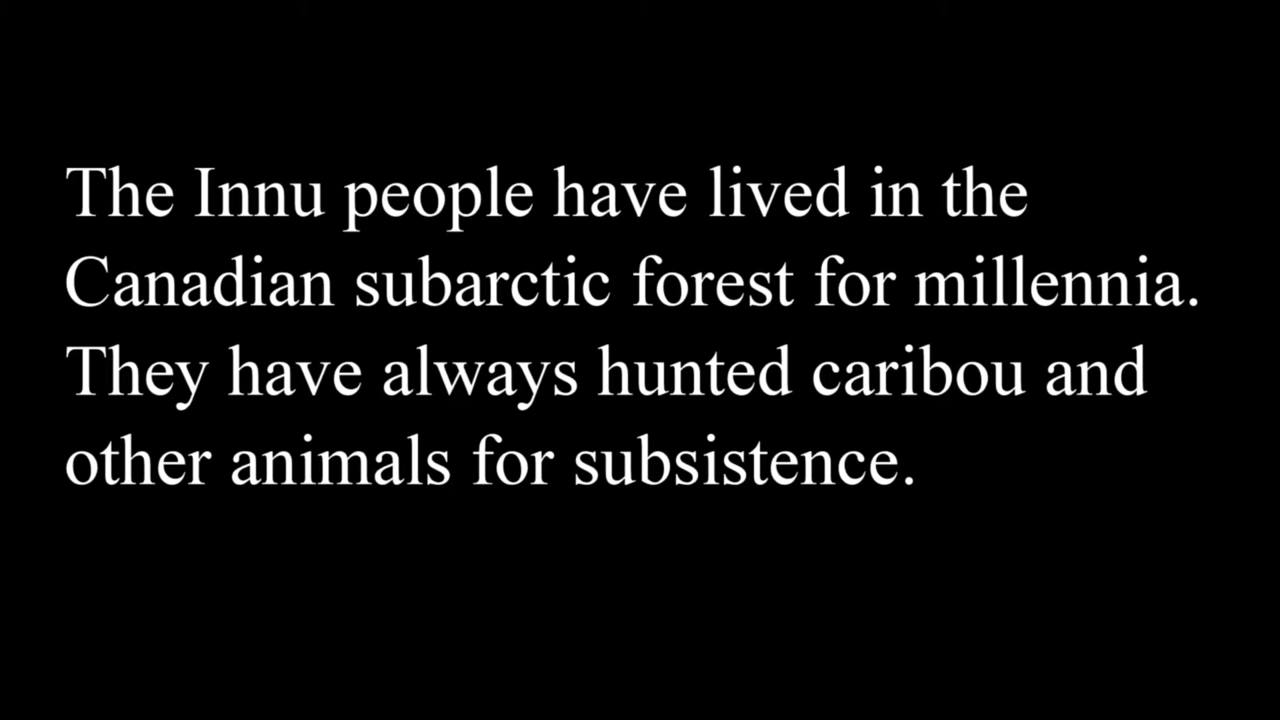 The Innu people have lived in the
Canadian subarctic forest for millennia.
They have always hunted caribou and
other animals for subsistence.